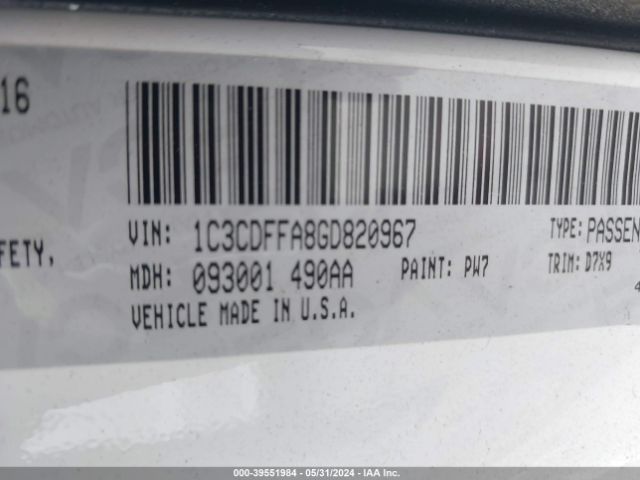 16
VIN: 1C3CDFFA8GD820967 TYPE: PASSEN
FETY,
MDH: 093001 490AA PAINT: PW7 TRIM: D7X9
4
VEHICLE MADE IN U.S.A.
000-39551984 - 05/31/2024 - IAA Inc.